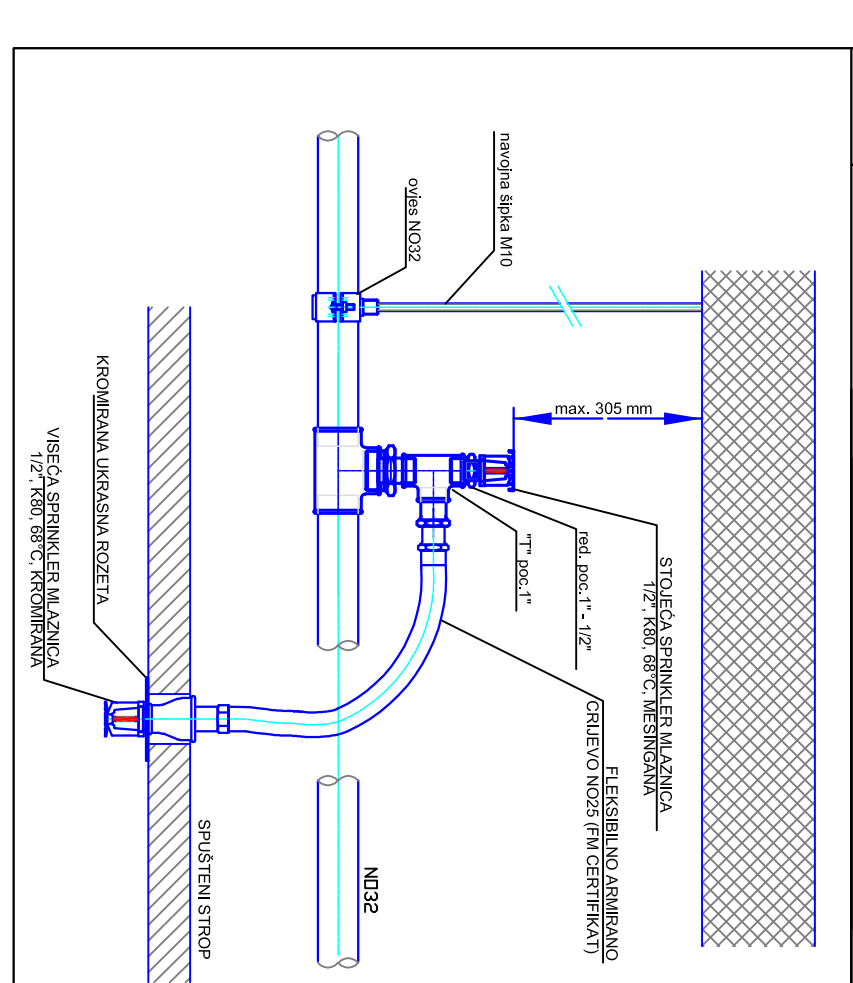 navojna šipka M10
ovjes NO32
max. 305 mm
STOJEĆA SPRINKLER MLAZNICA
1/2", K80, 68°C, MESINGANA
red. poc.1" - 1/2"
"T" poc.1"
FLEKSIBILNO ARMIRANO
CRIJEVO NO25 (FM CERTIFIKAT)
KROMIRANA UKRASNA ROZETA
VISEĆA SPRINKLER MLAZNICA
1/2", K80, 68°C, KROMIRANA
SPUŠTENI STROP
NO32